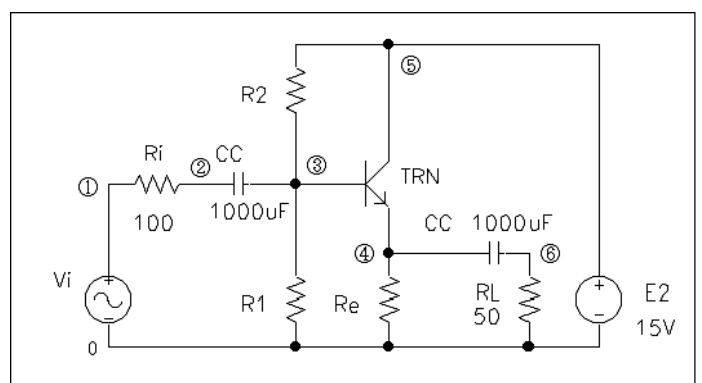 ⑤
R2
Ri
② CC
③
①
TRN
1000uF
100
CC 1000uF
④
⑥
Vi
R1
Re
RL
50
E2
15V
0